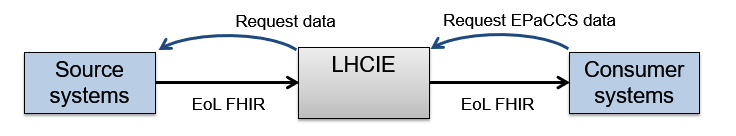 Request data
Request EPaCCS data
Source
systems
LHCIE
Consumer
systems
EoL FHIR
EoL FHIR